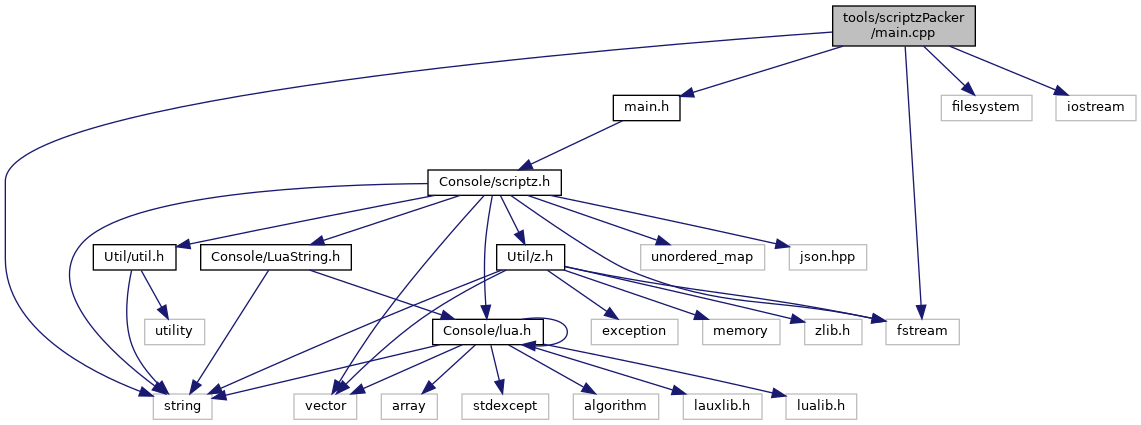 tools/scriptzPacker
/main.cpp
main.h
filesystem
iostream
Console/scriptz.h
Util/util.h
Console/LuaString.h
Util/z.h
unordered_map
json.hpp
utility
Console/lua.h
exception
memory
zlib.h
fstream
string
vector
array
stdexcept
algorithm
lauxlib.h
lualib.h